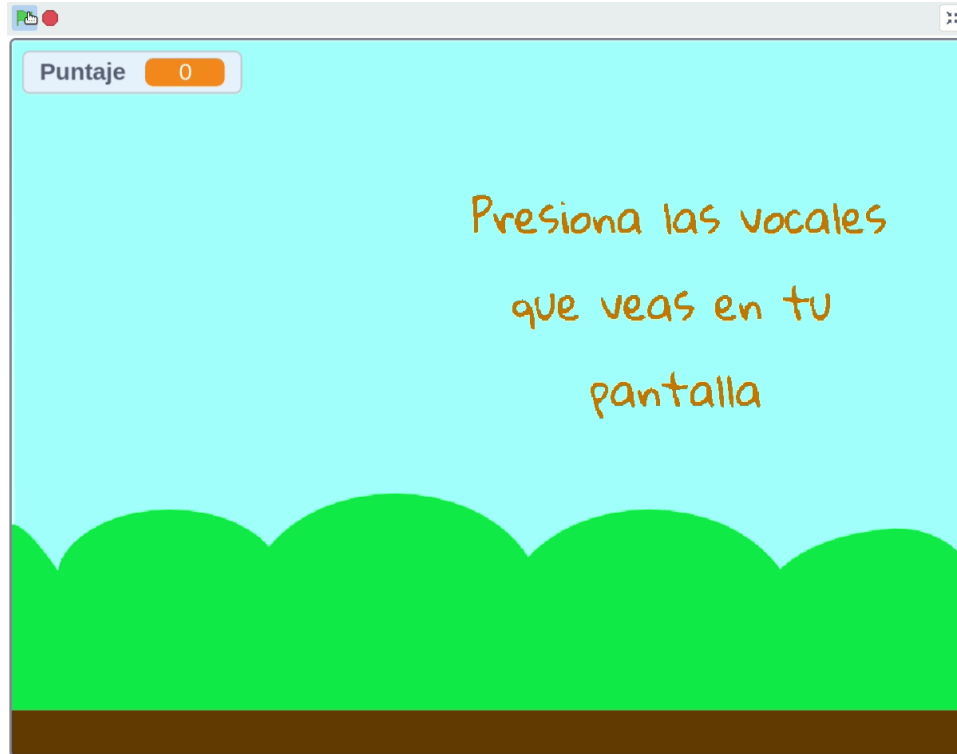 Puntaje 0
Presiona las vocales
que veas en tu
pantalla